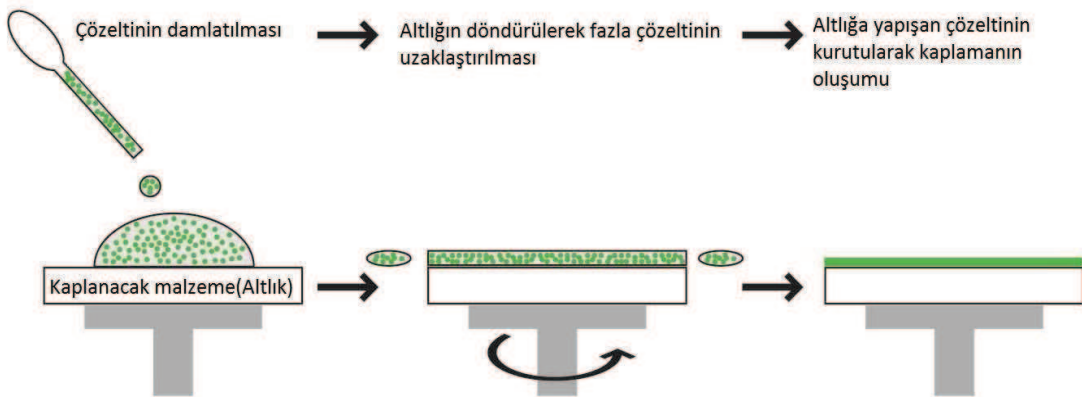 Çözeltinin damlatılması
Altlığın döndürülerek fazla çözeltinin
uzaklaştırılması
Altlığa yapışan çözeltinin
kurutularak kaplamanın
oluşumu
Kaplanacak malzeme(Altlık)